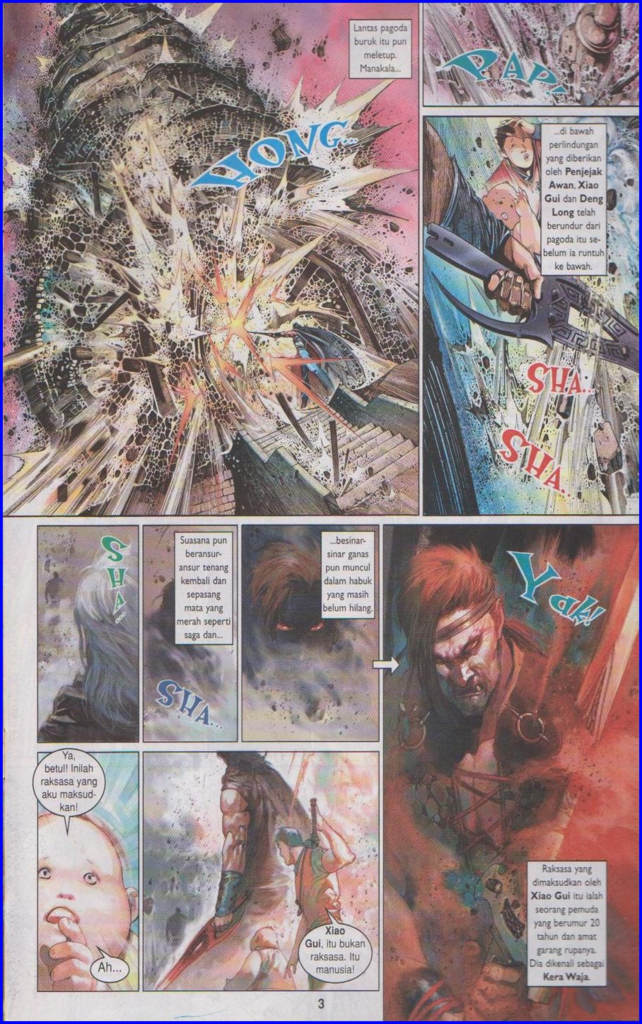 Lantas pagoda
buruk itu pun
meletup.
Manakala...
HONG...
PAP!
...di bawah
perlindungan
yang diberikan
oleh Penjejak
Awan, Xiao
Gui dan Deng
Long telah
berundur dari
pagoda itu se-
belum ia runtuh
ke bawah.
SHA...
SHA...
SHA...
Suasana pun
beransur-
ansur tenang
kembali dan
sepasang
mata yang
merah seperti
saga dan...
SHA...
...besinar-
sinar ganas
pun muncul
dalam habuk
yang masih
belum hilang.
Yah!
Ya,
betul! Inilah
raksasa yang
aku maksud-
kan!
Ah...
Xiao
Gui, itu bukan
raksasa. Itu
manusia!
Raksasa yang
dimaksudkan oleh
Xiao Gui itu ialah
seorang pemuda
yang berumur 20
tahun dan amat
garang rupanya.
Dia dikenali sebagai
Kera Waja.
3